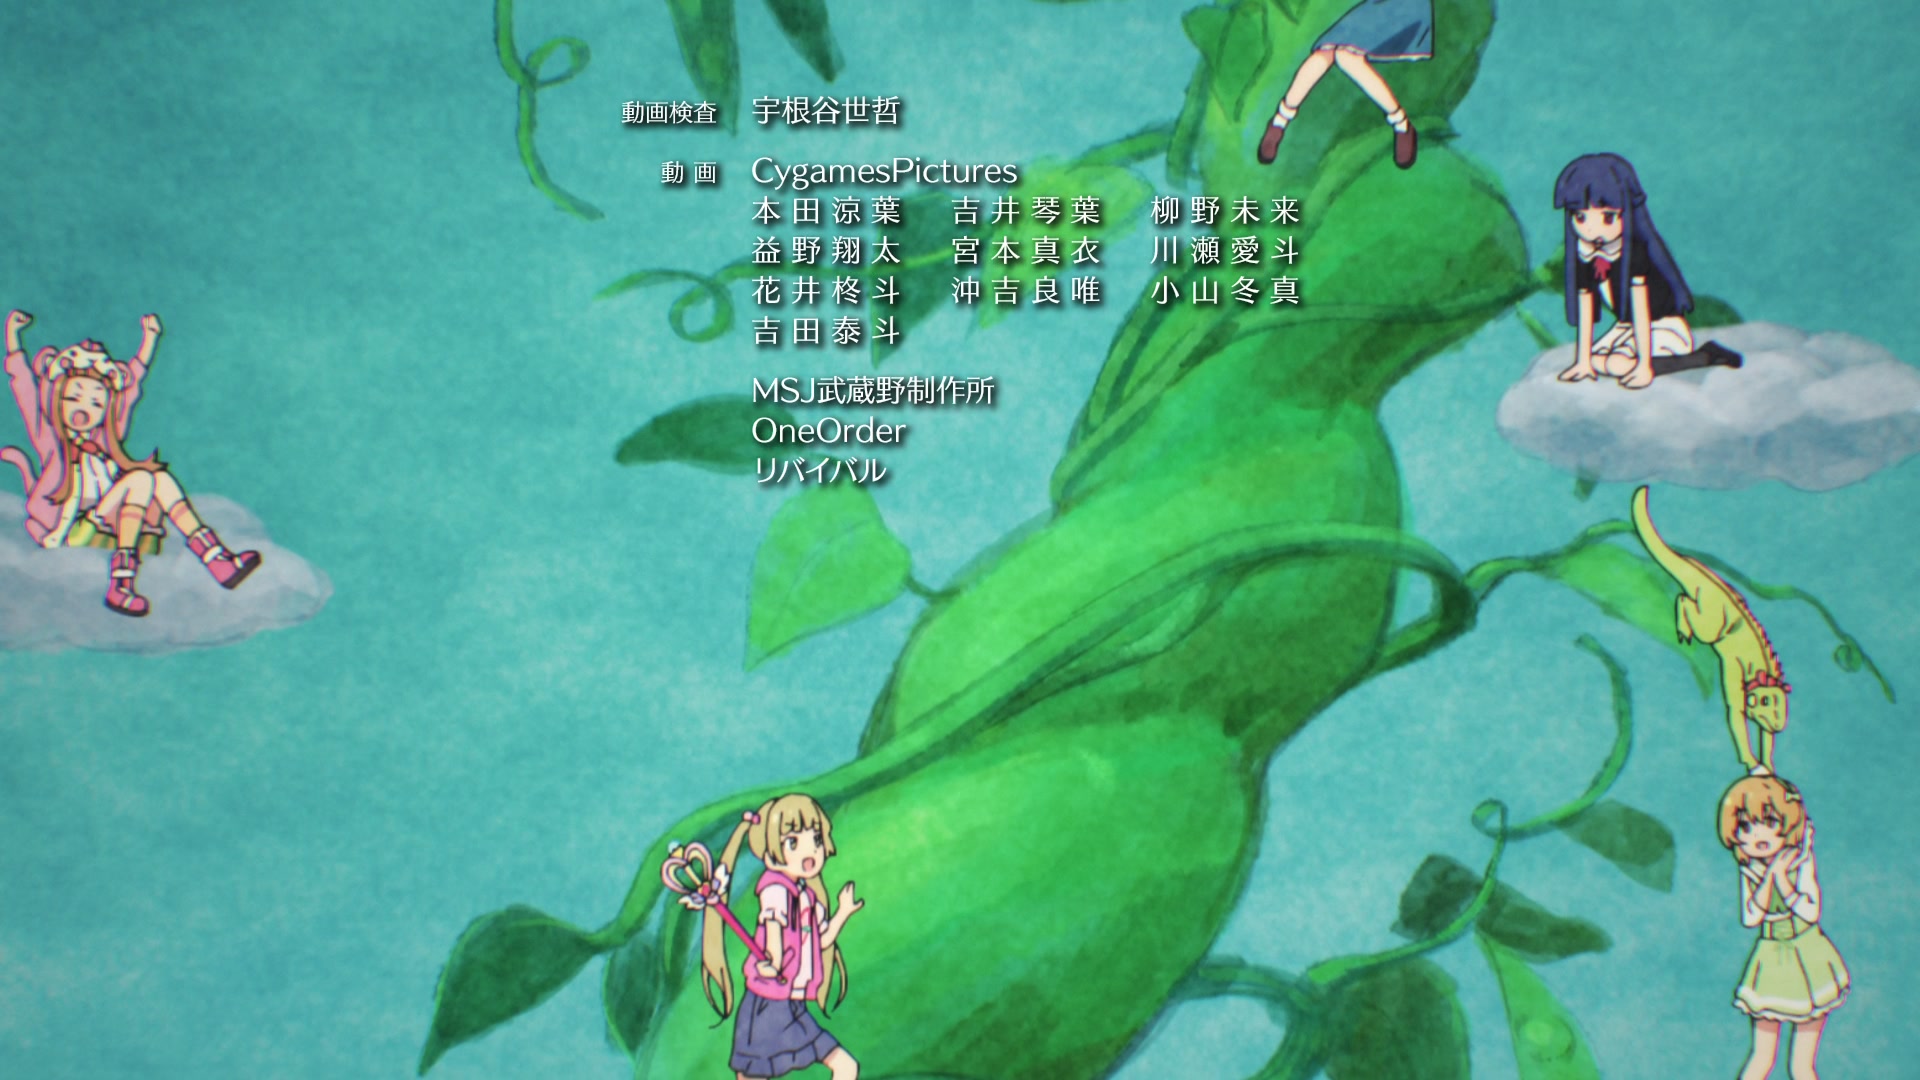 動画検査 宇根谷世哲
動画 CygamesPictures
本田涼葉 吉井琴葉 柳野未来
益野翔太 宮本真衣 川瀬愛斗
花井柊斗 沖吉良唯 小山冬真
吉田泰斗
MSJ武蔵野制作所
OneOrder
リバイバル